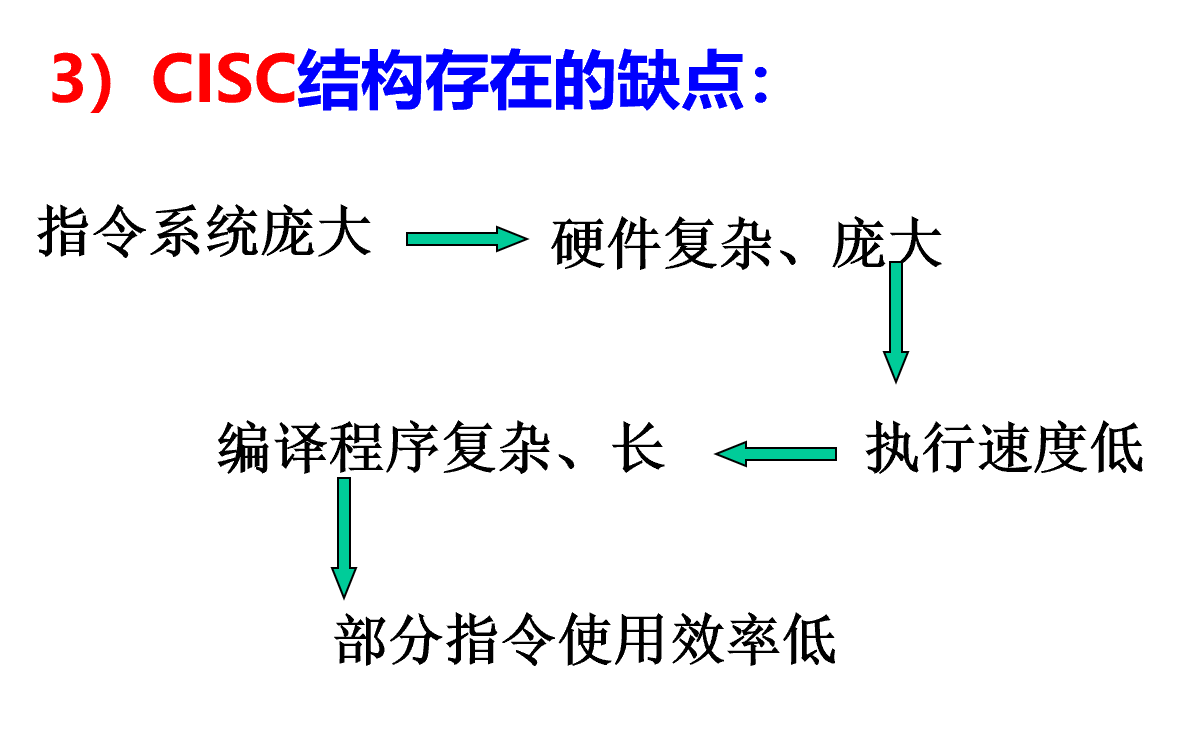 3）CISC结构存在的缺点：
指令系统庞大
硬件复杂、庞大
执行速度低
编译程序复杂、长
部分指令使用效率低